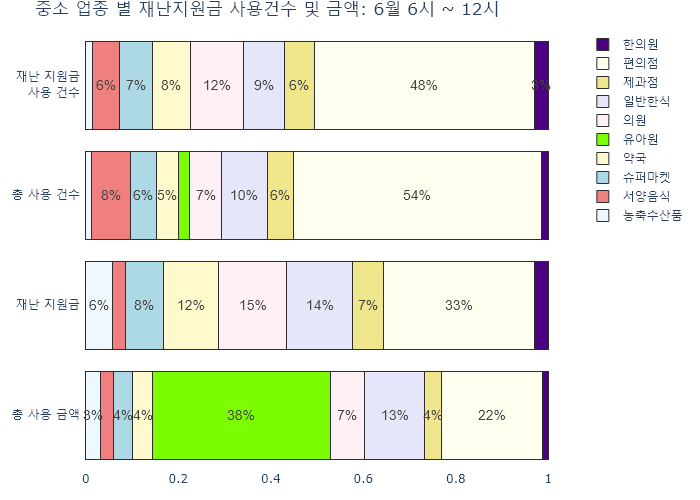 중소 업종 별 재난지원금 사용건수 및 금액: 6월 6시 ~ 12시
재난 지원금
사용 건수
6%
7%
8%
12%
9%
6%
48%
3%
총 사용 건수
8%
6%
5%
7%
10%
6%
54%
재난 지원금
6%
8%
12%
15%
14%
7%
33%
총 사용 금액
3%
4%
4%
38%
7%
13%
4%
22%
0
0.2
0.4
0.6
0.8
1
한의원
편의점
제과점
일반한식
의원
유아원
약국
슈퍼마켓
서양음식
농축수산품